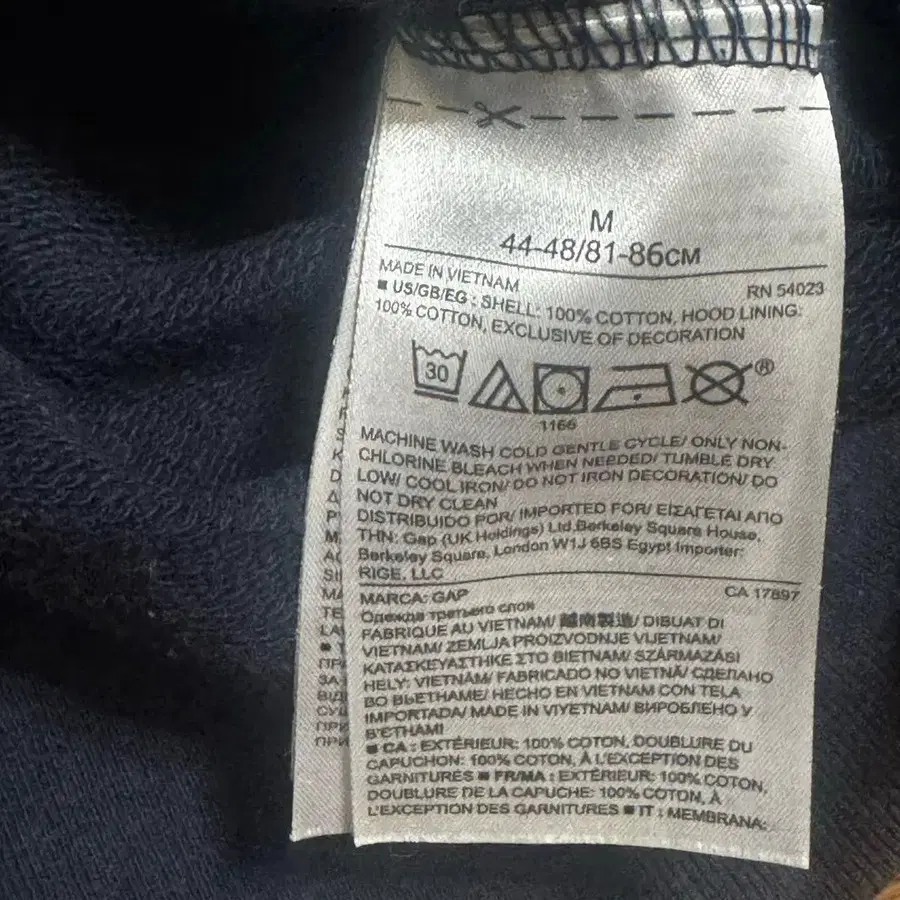 M
44-48/81-86CM
MADE IN VIETNAM
RN 54023
■ US/GB/EG : SHELL: 100% COTTON, HOOD LINING:
100% COTTON, EXCLUSIVE OF DECORATION
30
®
1166
MACHINE WASH COLD GENTLE CYCLE/ ONLY NON-
CHLORINE BLEACH WHEN NEEDED/ TUMBLE DRY
LOW/ COOL IRON/ DO NOT IRON DECORATION/ DO
NOT DRY CLEAN
DISTRIBUIDO POR/ IMPORTED FOR/ ΕΙΣΑΓΕΤΑΙ ΑΠΟ
THN: Gap (UK Holdings) Ltd.Berkeley Square House,
Berkeley Square, London W1J 6BS Egypt Importer:
RIGE, LLC
MARCA: GAP
CA 17897
Одежда третьего слоя
FABRIQUE AU VIETNAM/ 越南製造/ DIBUAT DI
VIETNAM/ ZEMLJA PROIZVODNJE VIJETNAM/
ΚΑΤΑΣΚΕΥΑΣΤΗΚΕ ΣΤΟ ΒΙΕΤΝΑΜ/ SZÁRMAZÁSI
HELY: VIETNÁM/ FABRICADO NO VIETNÃ/ СДЕЛАНО
ВО ВЬЕТНАМЕ/ HECHO EN VIETNAM CON TELA
IMPORTADA/ MADE IN VIYETNAM/ ВИРОБЛЕНО У
В'ЄТНАМІ
■ CA : EXTÉRIEUR: 100% COTON, DOUBLURE DU
CAPUCHON: 100% COTON, À L'EXCEPTION DES
GARNITURES ■ FR/MA : EXTÉRIEUR: 100% COTON,
DOUBLURE DE LA CAPUCHE: 100% COTON, À
L'EXCEPTION DES GARNITURES ■ IT : MEMBRANA: